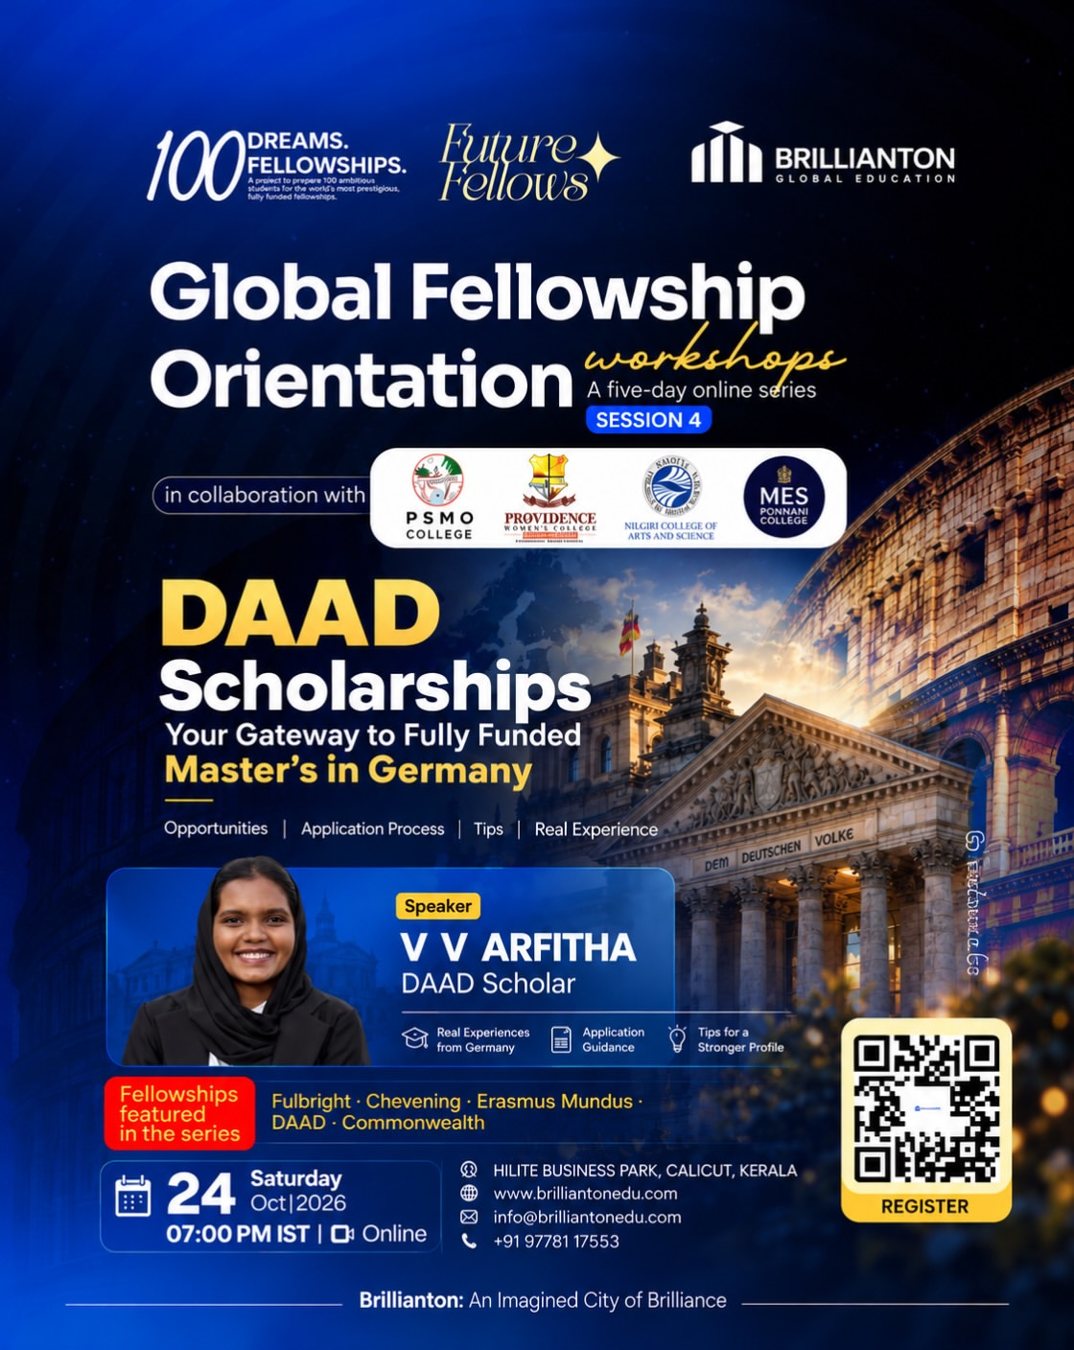 100 DREAMS.
FELLOWSHIPS.
A project to prepare 100 ambitious
students for the world's most prestigious,
fully funded fellowships.
Future
Fellows
BRILLIANTON
GLOBAL EDUCATION
Global Fellowship
Orientation
workshops
A five-day online series
SESSION 4
in collaboration with
PSMO
COLLEGE
PROVIDENCE
WOMEN'S COLLEGE
NILGIRI COLLEGE OF
ARTS AND SCIENCE
MES
PONNANI
COLLEGE
DAAD
Scholarships
Your Gateway to Fully Funded
Master's in Germany
Opportunities | Application Process | Tips | Real Experience
DEM DEUTSCHEN VOLKE
Speaker
V V ARFITHA
DAAD Scholar
Real Experiences
from Germany
Application
Guidance
Tips for a
Stronger Profile
Fellowships
featured
in the series
Fulbright · Chevening · Erasmus Mundus ·
DAAD · Commonwealth
24 Saturday
Oct|2026
07:00 PM IST | Online
HILITE BUSINESS PARK, CALICUT, KERALA
www.brilliantonedu.com
info@brilliantonedu.com
+91 97781 17553
REGISTER
Brillianton: An Imagined City of Brilliance